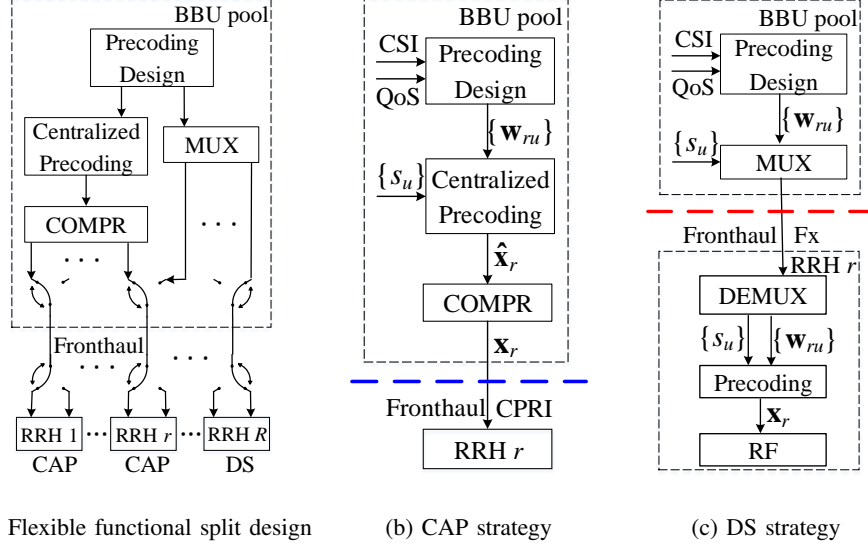 BBU pool
Precoding
Design
Centralized
Precoding
MUX
COMPR
. . .
. . .
Fronthaul
. . .
. . .
RRH 1
...
RRH r
...
RRH R
CAP
CAP
DS
Flexible functional split design
BBU pool
CSI
QoS
Precoding
Design
{w_ru}
{s_u}
Centralized
Precoding
x̂_r
COMPR
x_r
Fronthaul CPRI
RRH r
(b) CAP strategy
BBU pool
CSI
QoS
Precoding
Design
{w_ru}
{s_u}
MUX
Fronthaul Fx
RRH r
DEMUX
{s_u}
{w_ru}
Precoding
x_r
RF
(c) DS strategy